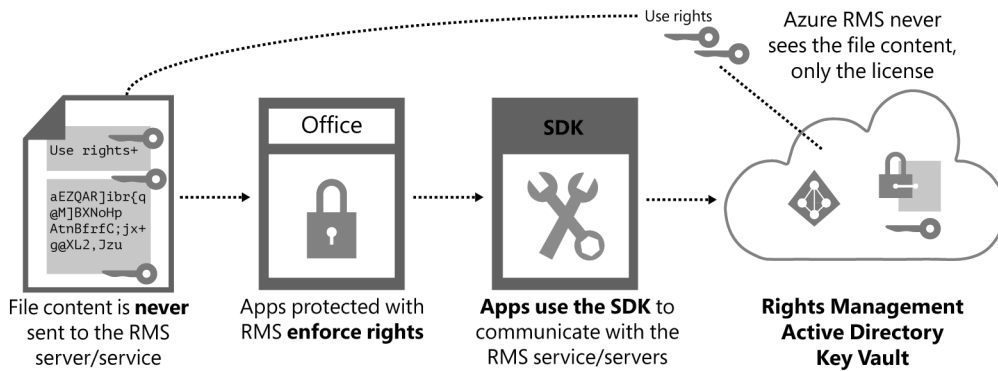 Use rights
Azure RMS never
sees the file content,
only the license
Use rights+
aEZQAR]ibr{q
@M]BXNoHp
AtnBfrfC;jx+
g@XL2,Jzu
File content is never
sent to the RMS
server/service
Office
Apps protected with
RMS enforce rights
SDK
Apps use the SDK to
communicate with the
RMS service/servers
Rights Management
Active Directory
Key Vault